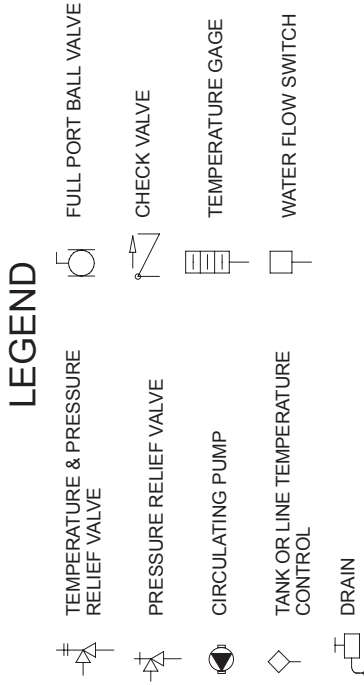 LEGEND
TEMPERATURE & PRESSURE
RELIEF VALVE
PRESSURE RELIEF VALVE
CIRCULATING PUMP
TANK OR LINE TEMPERATURE
CONTROL
DRAIN
FULL PORT BALL VALVE
CHECK VALVE
TEMPERATURE GAGE
WATER FLOW SWITCH